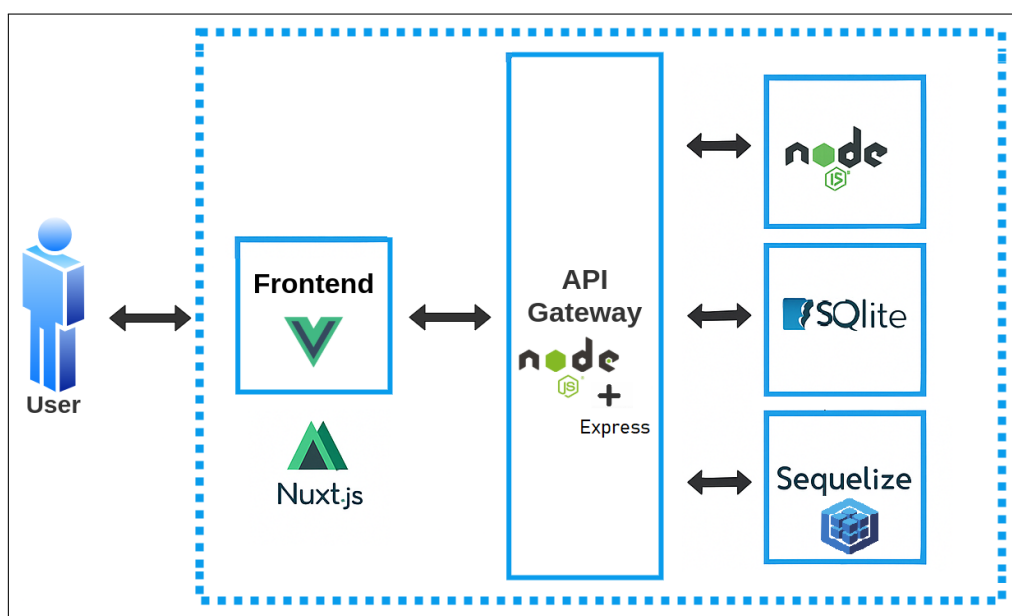 User
Frontend
Nuxt.js
API
Gateway
node
JS
+
Express
node
JS
SQLite
Sequelize